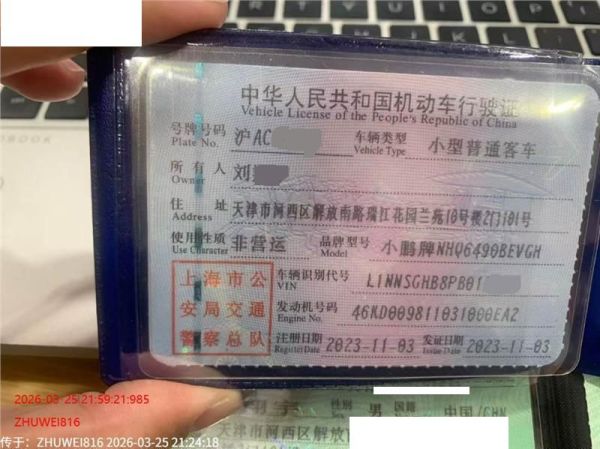 中华人民共和国机动车行驶证
Vehicle License of the People's Republic of China
号牌号码 沪AC 车辆类型 小型普通客车
Plate No. Vehicle Type
所有人 刘
Owner
住址 天津市河西区解放南路瑞江花园兰苑10号楼2门101号
Address
使用性质 非营运 品牌型号 小鹏牌NHQ6490BEVGH
Use Character Model
上海市公 车辆识别代号 L1NNSGHB8PB01
VIN
安局交通 发动机号码 46KD009811031000EA2
Engine No.
警察总队 注册日期 2023-11-03 发证日期 2023-11-03
Register Date Issue Date
2026-03-25 21:59:21:985
ZHUWEI816
性别 男 国籍 中国/CHN
传于：ZHUWEI816 2026-03-25 21:24:18
天津市河西区解放